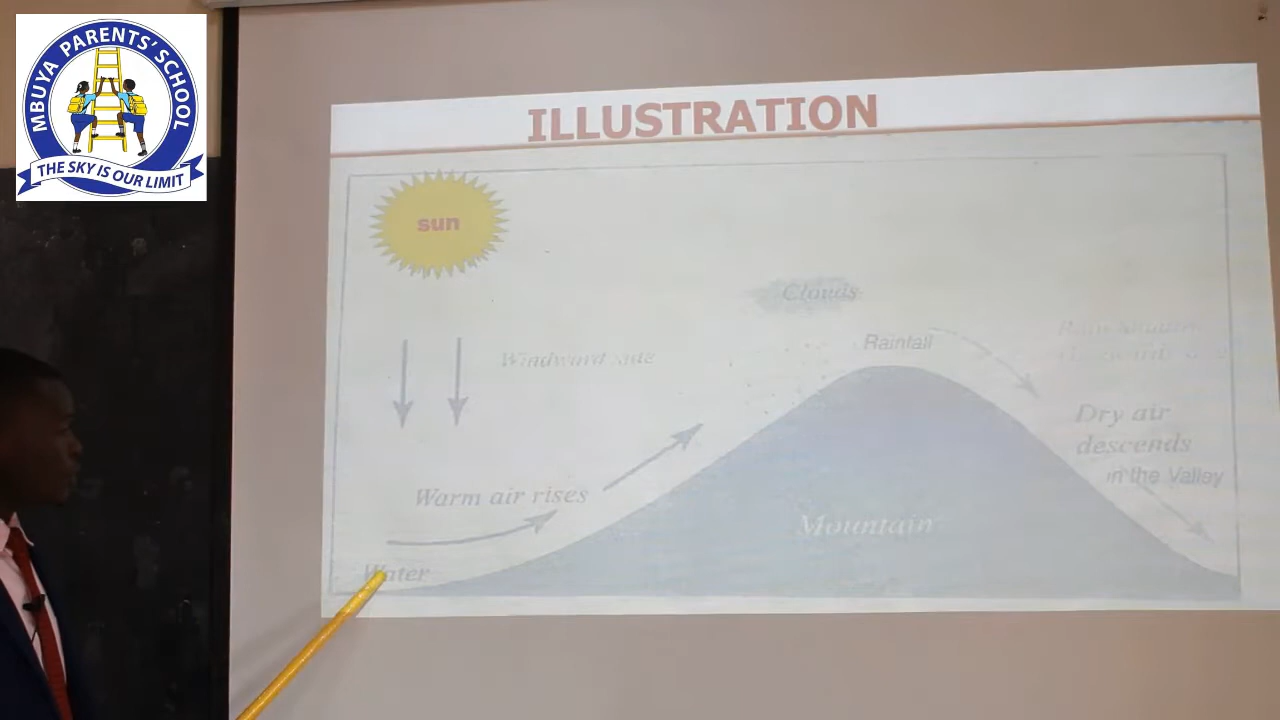 MBUYA PARENTS' SCHOOL
THE SKY IS OUR LIMIT
ILLUSTRATION
sun
Clouds
Rainfall
Windward side
Dry air
descends
in the Valley
Warm air rises
Mountain
Water